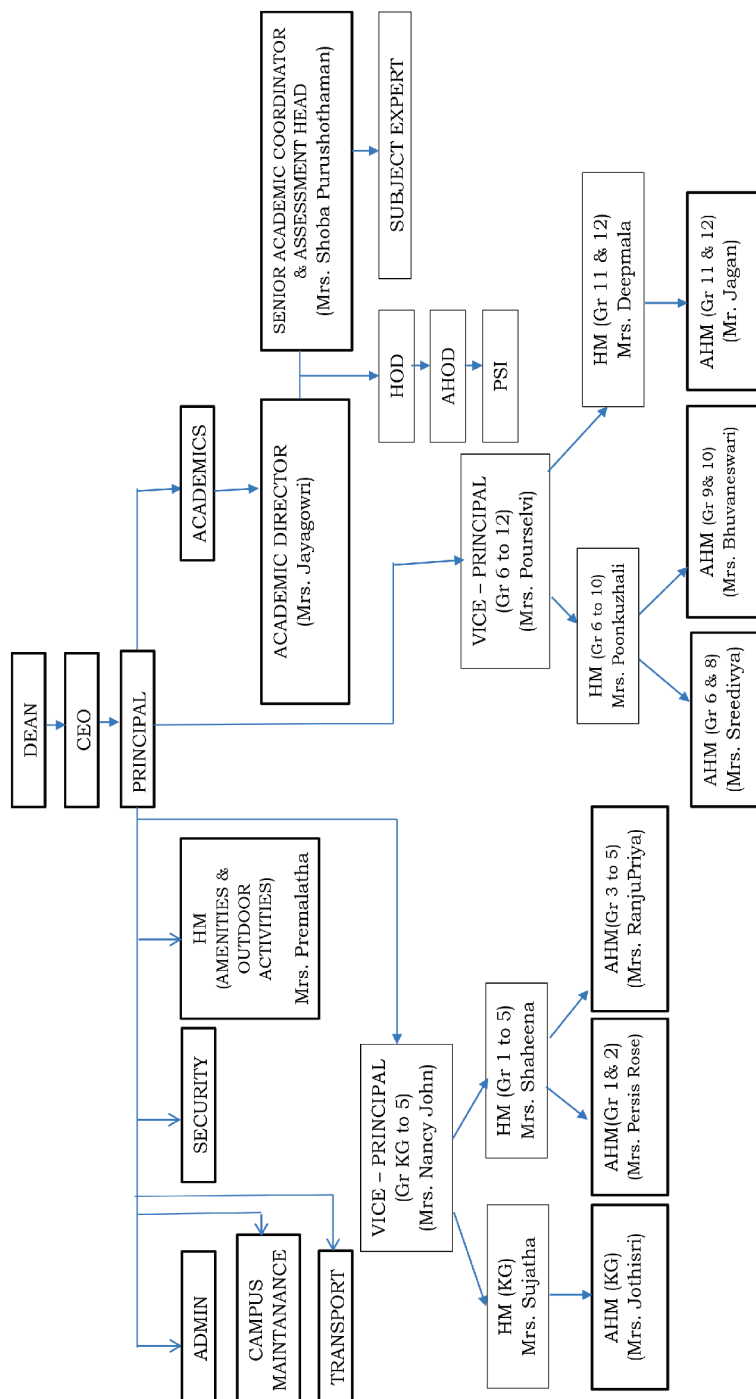 DEAN
CEO
PRINCIPAL
ADMIN
CAMPUS
MAINTANANCE
TRANSPORT
SECURITY
HM
(AMENITIES &
OUTDOOR
ACTIVITIES)
Mrs. Premalatha
ACADEMICS
ACADEMIC DIRECTOR
(Mrs. Jayagowri)
SENIOR ACADEMIC COORDINATOR
& ASSESSMENT HEAD
(Mrs. Shoba Purushothaman)
SUBJECT EXPERT
HOD
AHOD
PSI
VICE – PRINCIPAL
(Gr KG to 5)
(Mrs. Nancy John)
VICE – PRINCIPAL
(Gr 6 to 12)
(Mrs. Pourselvi)
HM (KG)
Mrs. Sujatha
HM (Gr 1 to 5)
Mrs. Shaheena
HM (Gr 6 to 10)
Mrs. Poonkuzhali
HM (Gr 11 & 12)
Mrs. Deepmala
AHM (KG)
(Mrs. Jothisri)
AHM(Gr 1& 2)
(Mrs. Persis Rose)
AHM(Gr 3 to 5)
(Mrs. RanjuPriya)
AHM (Gr 6 & 8)
(Mrs. Sreedivya)
AHM (Gr 9& 10)
(Mrs. Bhuvaneswari)
AHM (Gr 11 & 12)
(Mr. Jagan)